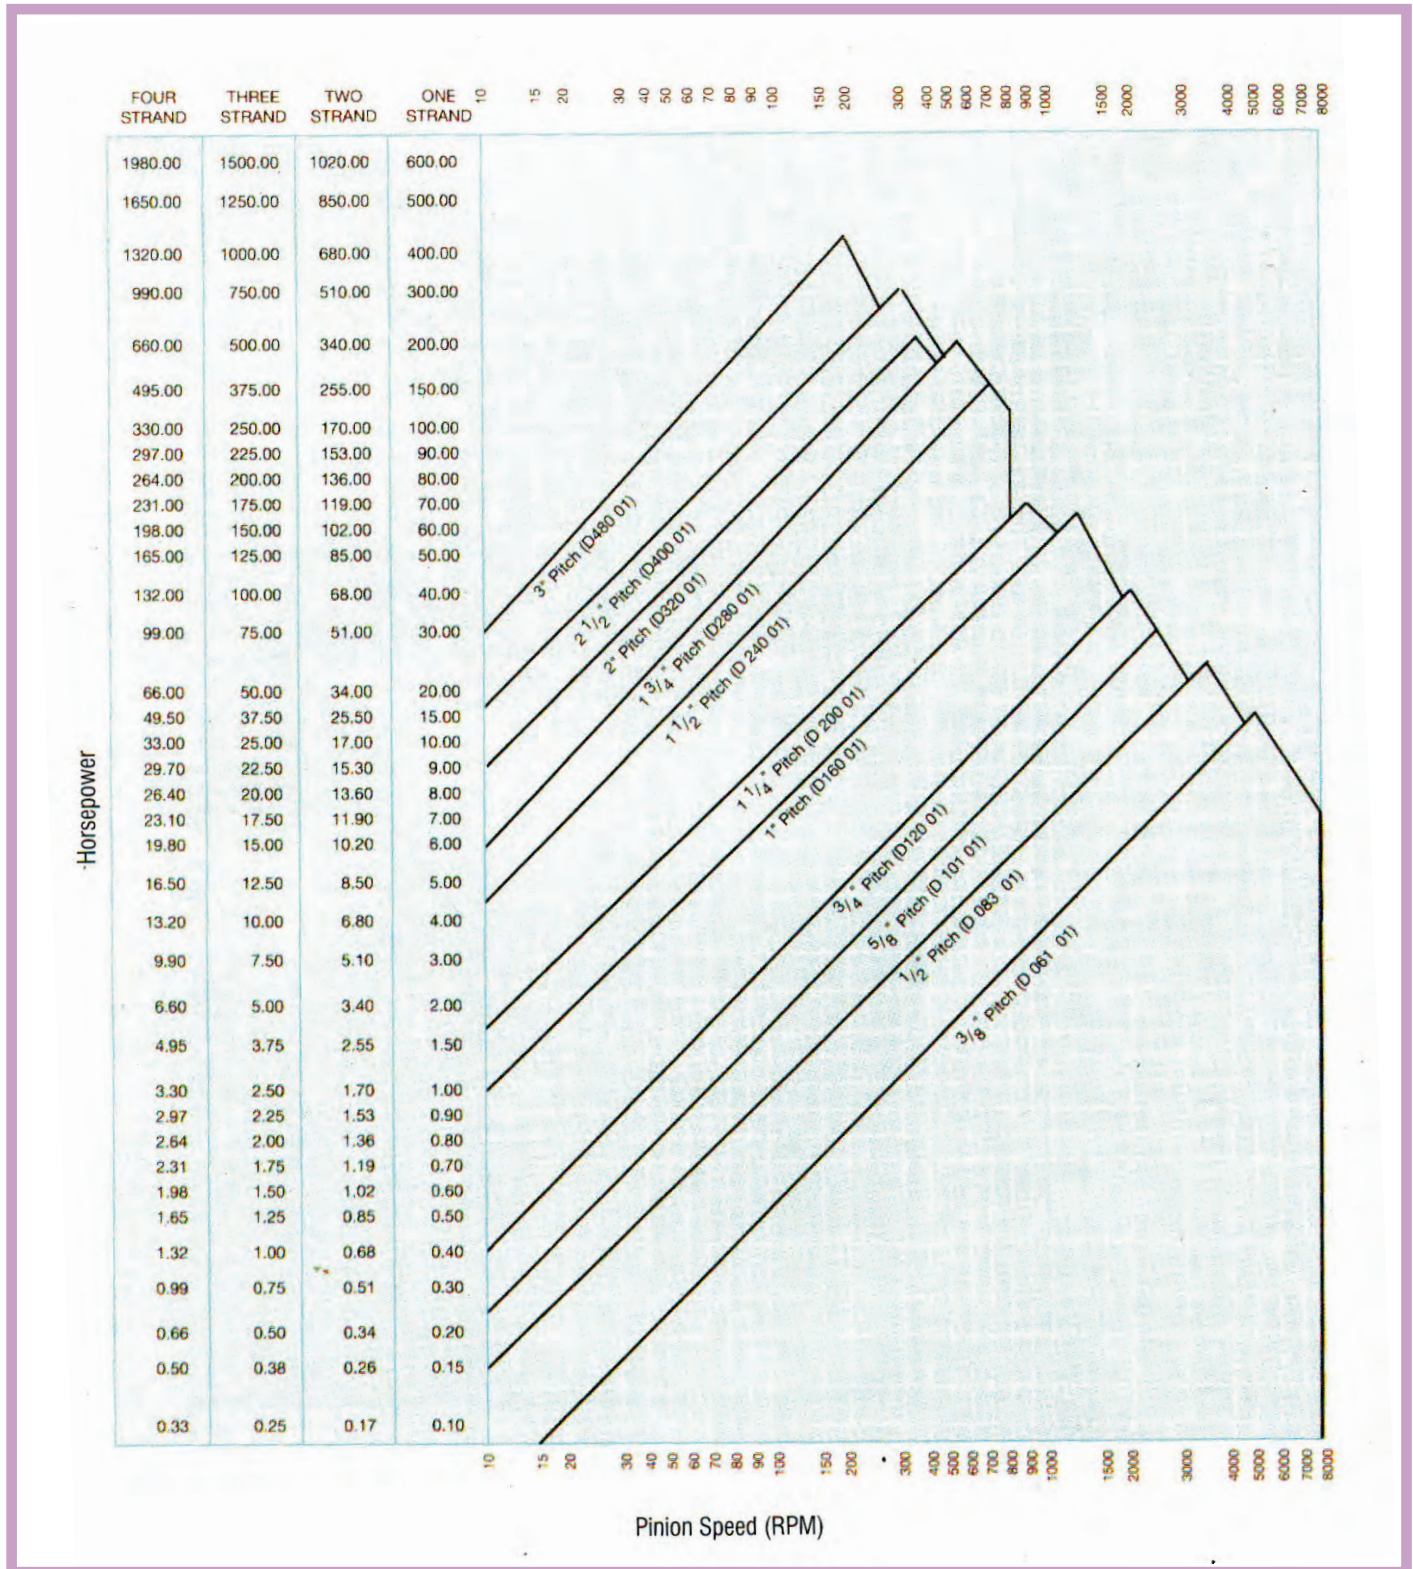 FOUR STRAND THREE STRAND TWO STRAND ONE STRAND
10 15 20 30 40 50 60 70 80 90 100 150 200 300 400 500 600 700 800 900 1000 1500 2000 3000 4000 5000 6000 7000 8000
1980.00 1500.00 1020.00 600.00
1650.00 1250.00 850.00 500.00
1320.00 1000.00 680.00 400.00
990.00 750.00 510.00 300.00
660.00 500.00 340.00 200.00
495.00 375.00 255.00 150.00
330.00 250.00 170.00 100.00
297.00 225.00 153.00 90.00
264.00 200.00 136.00 80.00
231.00 175.00 119.00 70.00
198.00 150.00 102.00 60.00
165.00 125.00 85.00 50.00
132.00 100.00 68.00 40.00
99.00 75.00 51.00 30.00
66.00 50.00 34.00 20.00
49.50 37.50 25.50 15.00
33.00 25.00 17.00 10.00
29.70 22.50 15.30 9.00
26.40 20.00 13.60 8.00
23.10 17.50 11.90 7.00
19.80 15.00 10.20 6.00
16.50 12.50 8.50 5.00
13.20 10.00 6.80 4.00
9.90 7.50 5.10 3.00
6.60 5.00 3.40 2.00
4.95 3.75 2.55 1.50
3.30 2.50 1.70 1.00
2.97 2.25 1.53 0.90
2.64 2.00 1.36 0.80
2.31 1.75 1.19 0.70
1.98 1.50 1.02 0.60
1.65 1.25 0.85 0.50
1.32 1.00 0.68 0.40
0.99 0.75 0.51 0.30
0.66 0.50 0.34 0.20
0.50 0.38 0.26 0.15
0.33 0.25 0.17 0.10
Horsepower
3" Pitch (D480 01)
2 1/2" Pitch (D400 01)
2" Pitch (D320 01)
1 3/4" Pitch (D280 01)
1 1/2" Pitch (D 240 01)
1 1/4" Pitch (D 200 01)
1" Pitch (D160 01)
3/4" Pitch (D120 01)
5/8" Pitch (D 101 01)
1/2" Pitch (D 083 01)
3/8" Pitch (D 061 01)
10 15 20 30 40 50 60 70 80 90 100 150 200 300 400 500 600 700 800 900 1000 1500 2000 3000 4000 5000 6000 7000 8000
Pinion Speed (RPM)